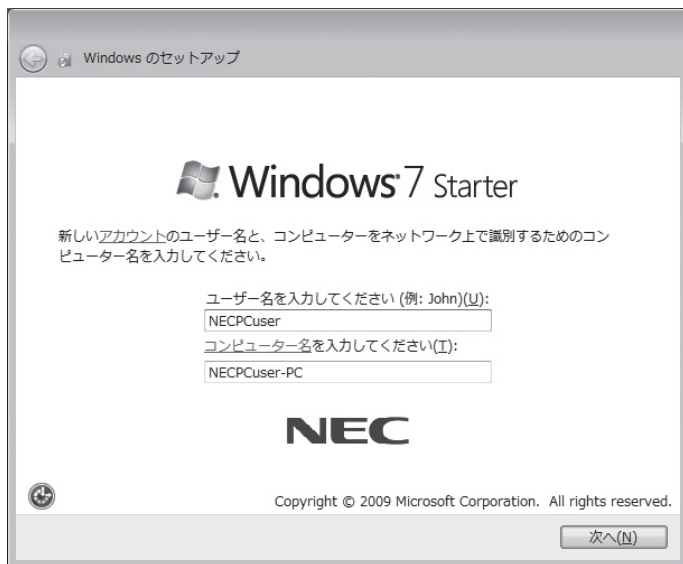 Windows のセットアップ
Windows 7 Starter
新しいアカウントのユーザー名と、コンピューターをネットワーク上で識別するためのコン
ピューター名を入力してください。
ユーザー名を入力してください (例: John)(U):
NECPCuser
コンピューター名を入力してください(T):
NECPCuser-PC
NEC
Copyright © 2009 Microsoft Corporation. All rights reserved.
次へ(N)